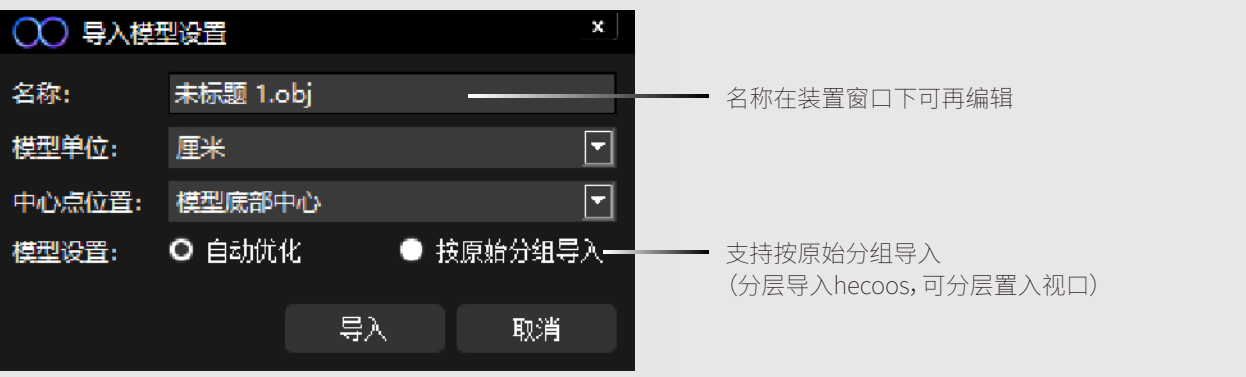 导入模型设置
x
名称:
未标题 1.obj
名称在装置窗口下可再编辑
模型单位:
厘米
中心点位置:
模型底部中心
模型设置:
自动优化
按原始分组导入
支持按原始分组导入
（分层导入hecoos，可分层置入视口）
导入
取消